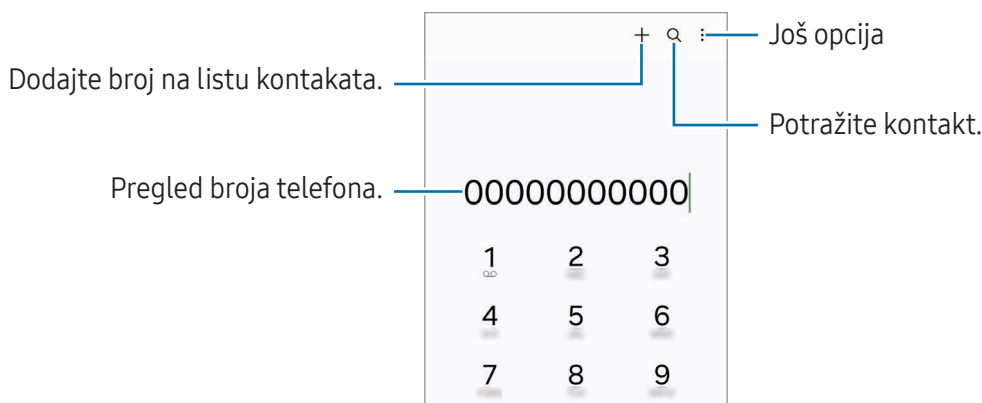 Još opcija
Dodajte broj na listu kontakata.
Potražite kontakt.
Pregled broja telefona.
00000000000
1 2 3
4 5 6
7 8 9